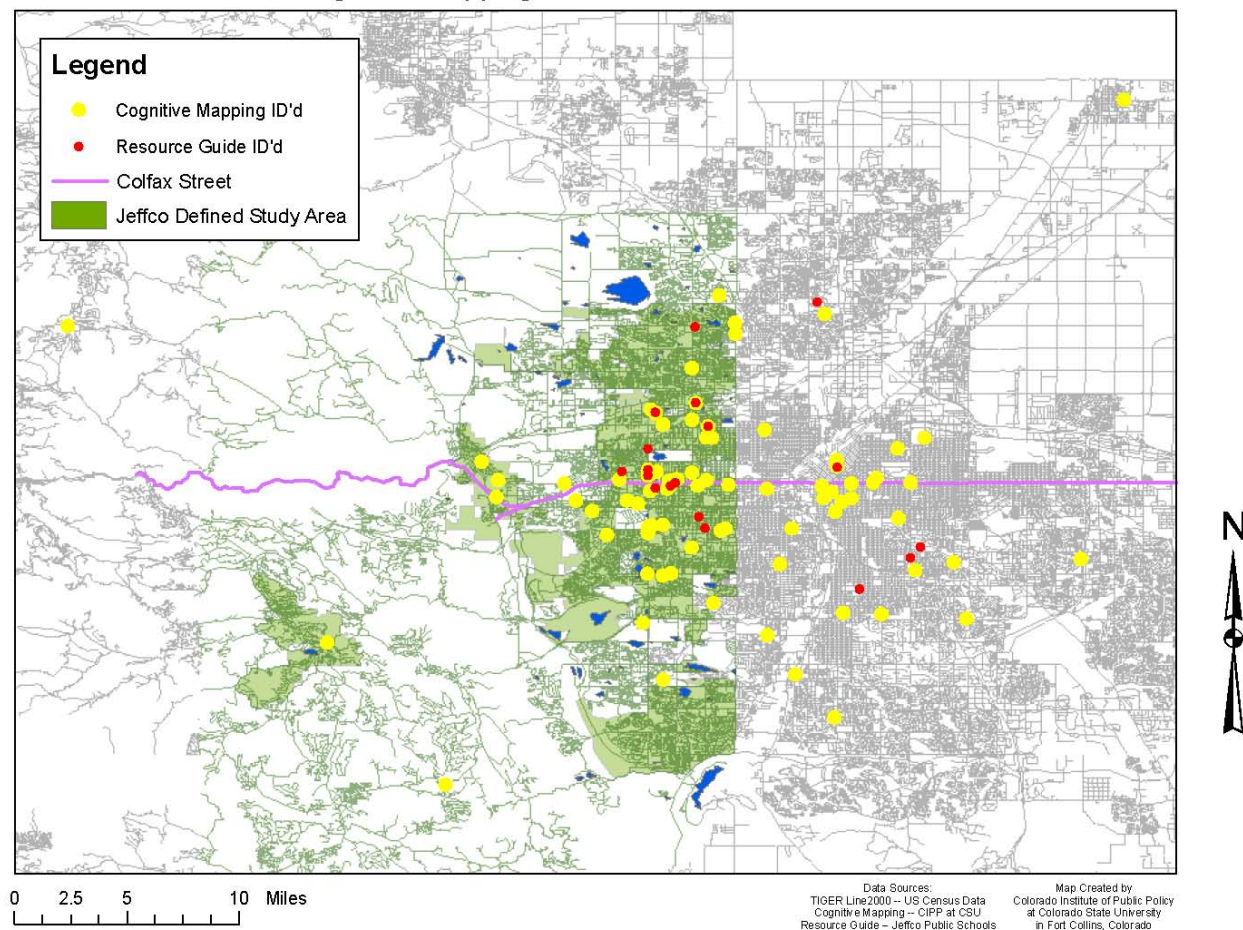 Legend
Cognitive Mapping ID'd
Resource Guide ID'd
Colfax Street
Jeffco Defined Study Area
N
0 2.5 5 10 Miles
Data Sources:
TIGER Line2000 -- US Census Data
Cognitive Mapping -- CIPP at CSU
Resource Guide – Jeffco Public Schools
Map Created by
Colorado Institute of Public Policy
at Colorado State University
in Fort Collins, Colorado